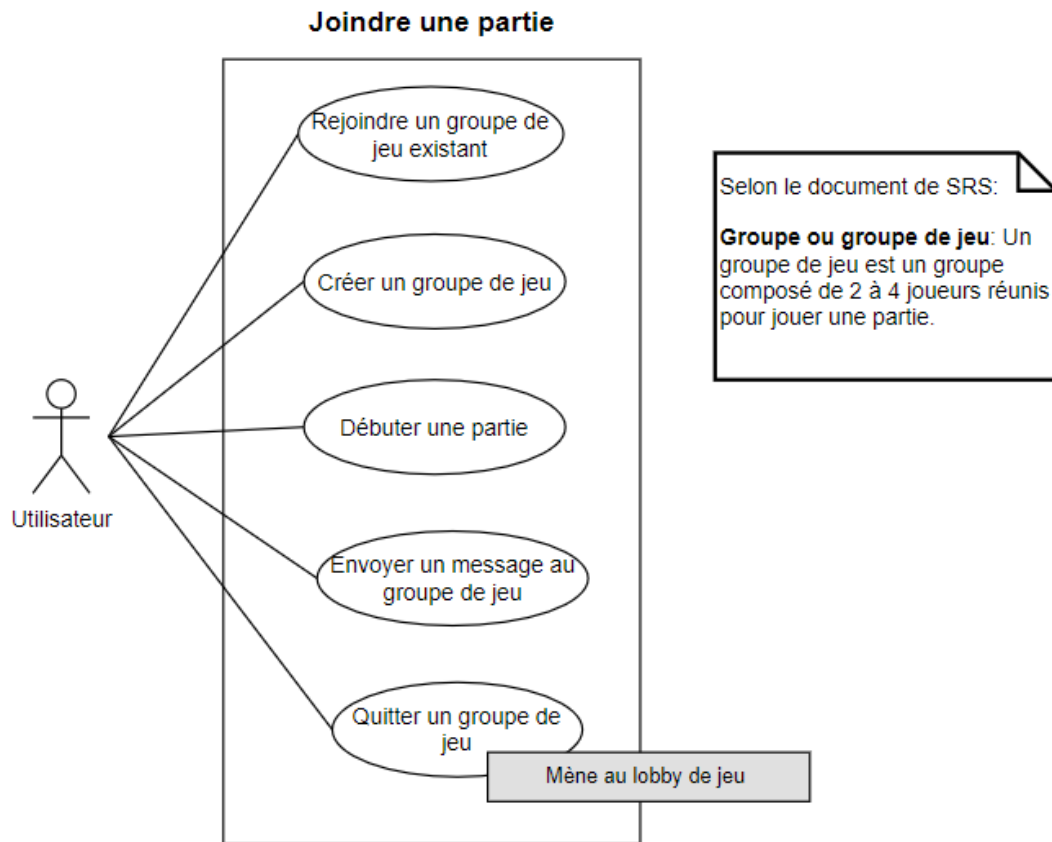 Joindre une partie
Rejoindre un groupe de
jeu existant
Selon le document de SRS:
Groupe ou groupe de jeu: Un
groupe de jeu est un groupe
composé de 2 à 4 joueurs réunis
pour jouer une partie.
Créer un groupe de jeu
Débuter une partie
Utilisateur
Envoyer un message au
groupe de jeu
Quitter un groupe de
jeu
Mène au lobby de jeu